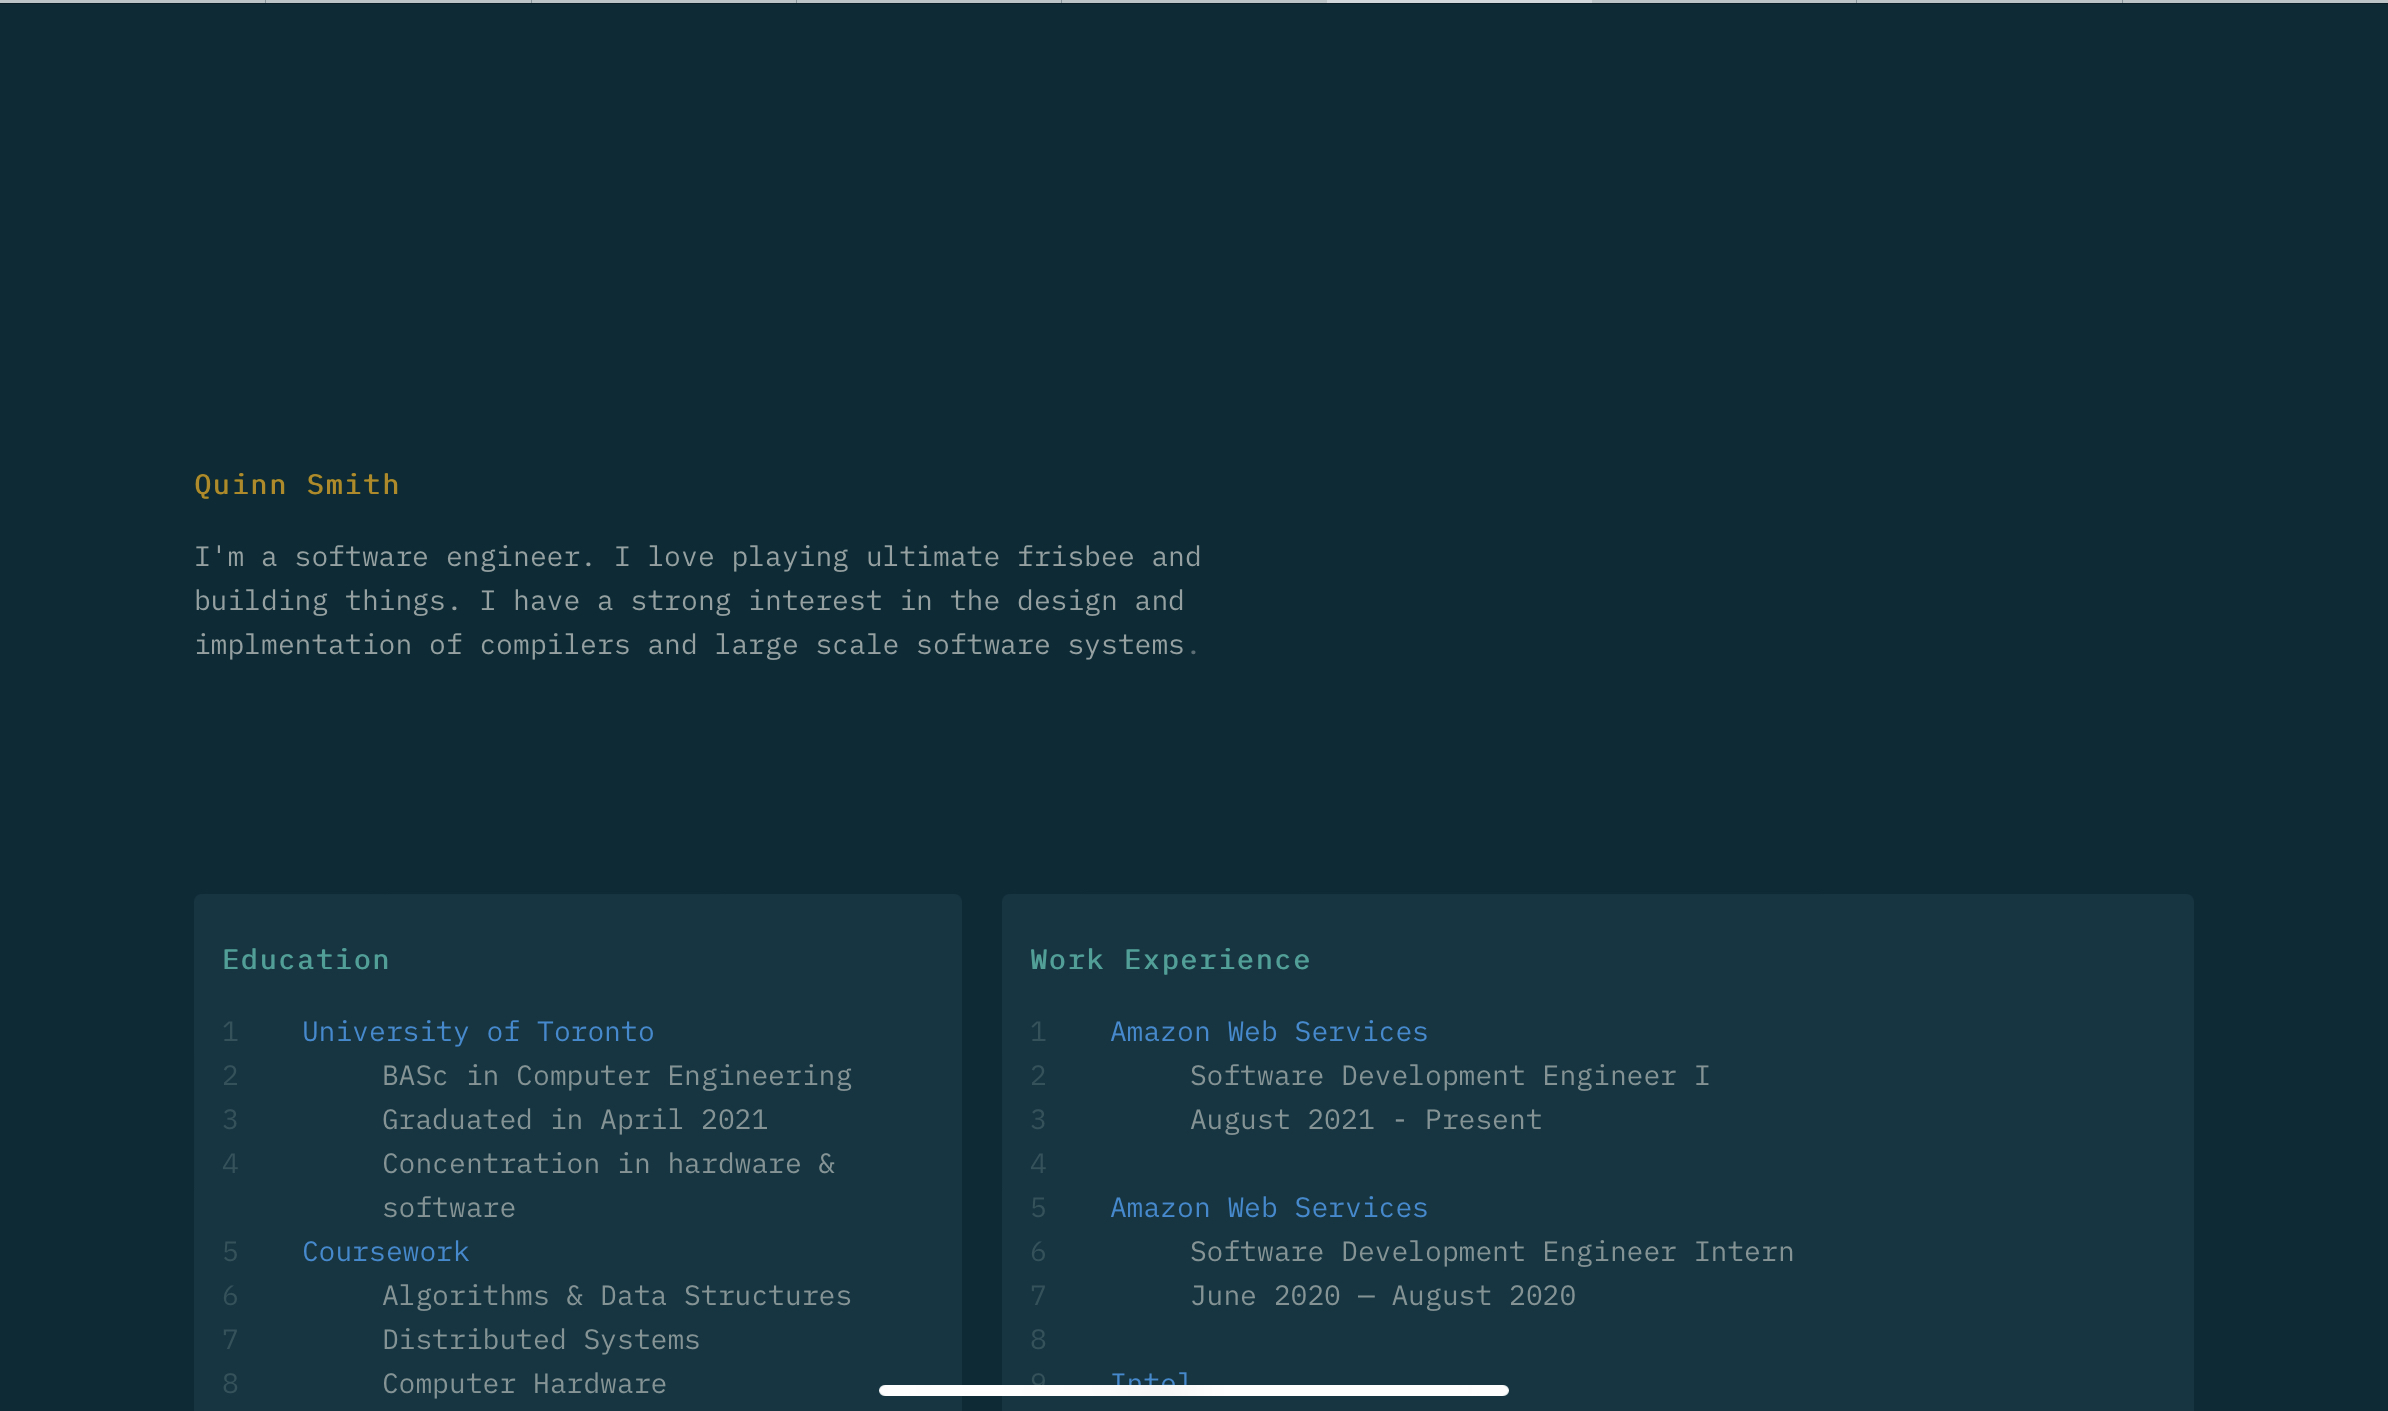 Quinn Smith
I'm a software engineer. I love playing ultimate frisbee and
building things. I have a strong interest in the design and
implmentation of compilers and large scale software systems.
Education
1 University of Toronto
2 BASc in Computer Engineering
3 Graduated in April 2021
4 Concentration in hardware &
software
5 Coursework
6 Algorithms & Data Structures
7 Distributed Systems
8 Computer Hardware
Work Experience
1 Amazon Web Services
2 Software Development Engineer I
3 August 2021 - Present
4
5 Amazon Web Services
6 Software Development Engineer Intern
7 June 2020 — August 2020
8
9 Intel